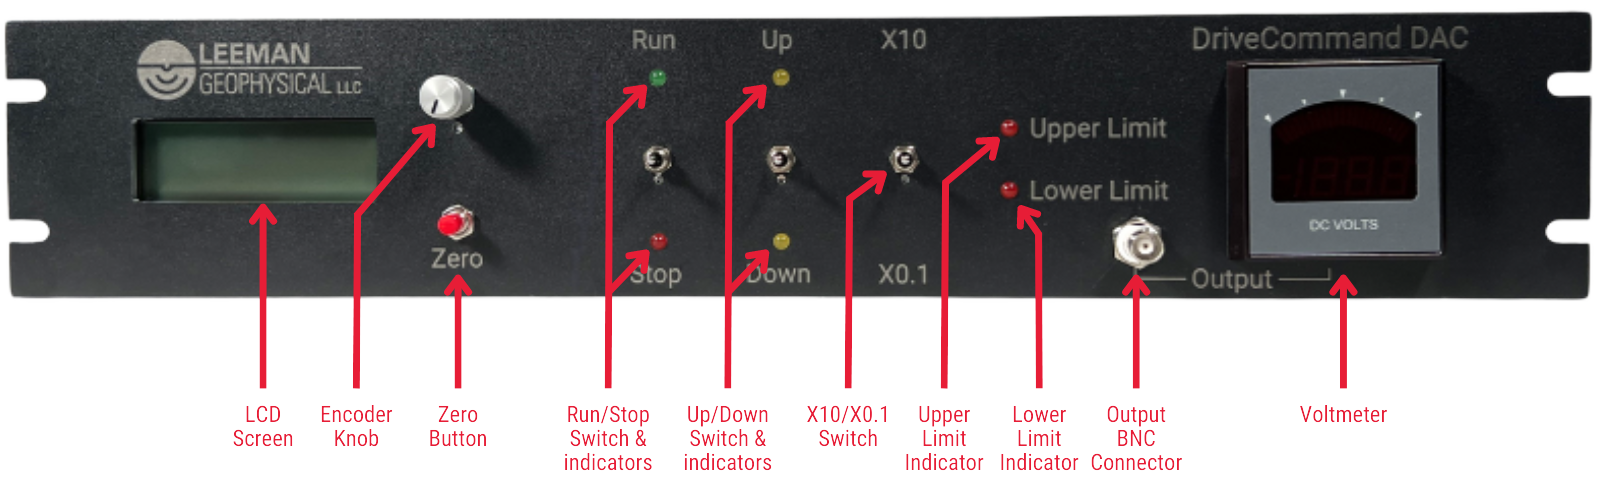 LEEMAN
GEOPHYSICAL LLC
Run
Up
X10
DriveCommand DAC
Upper Limit
Lower Limit
DC VOLTS
Zero
Stop
Down
X0.1
Output
LCD
Screen
Encoder
Knob
Zero
Button
Run/Stop
Switch &
indicators
Up/Down
Switch &
indicators
X10/X0.1
Switch
Upper
Limit
Indicator
Lower
Limit
Indicator
Output
BNC
Connector
Voltmeter